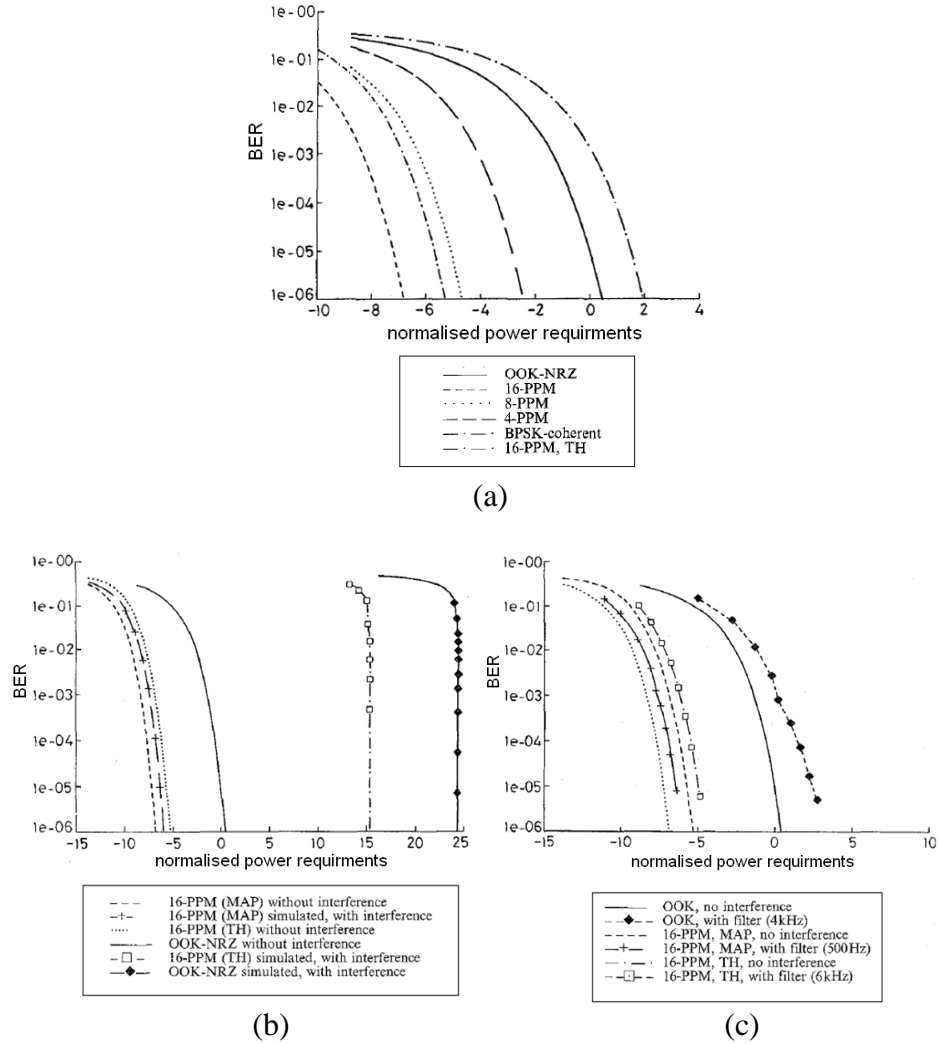 1e-00
1e-01
1e-02
1e-03
1e-04
1e-05
1e-06
BER
-10 -8 -6 -4 -2 0 2 4
normalised power requirments
OOK-NRZ
16-PPM
8-PPM
4-PPM
BPSK-coherent
16-PPM, TH
(a)
1e-00
1e-01
1e-02
1e-03
1e-04
1e-05
1e-06
BER
-15 -10 -5 0 5 10 15 20 25
normalised power requirments
16-PPM (MAP) without interference
16-PPM (MAP) simulated, with interference
16-PPM (TH) without interference
OOK-NRZ without interference
16-PPM (TH) simulated, with interference
OOK-NRZ simulated, with interference
(b)
1e-00
1e-01
1e-02
1e-03
1e-04
1e-05
1e-06
BER
-15 -10 -5 0 5 10
normalised power requirments
OOK, no interference
OOK, with filter (4kHz)
16-PPM, MAP, no interference
16-PPM, MAP, with filter (500Hz)
16-PPM, TH, no interference
16-PPM, TH, with filter (6kHz)
(c)